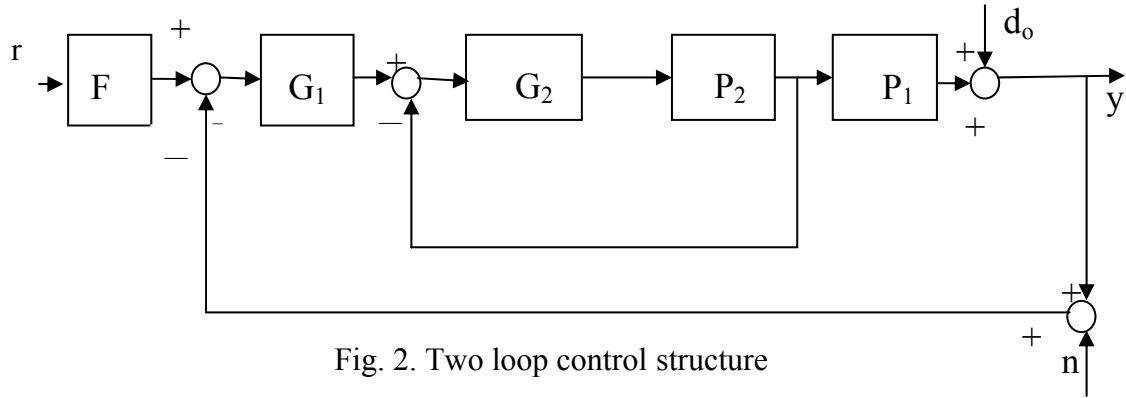 r
F
+
G₁
+
G₂
P₂
P₁
+
dₒ
y
+
–
—
—
+
+
n
Fig. 2. Two loop control structure